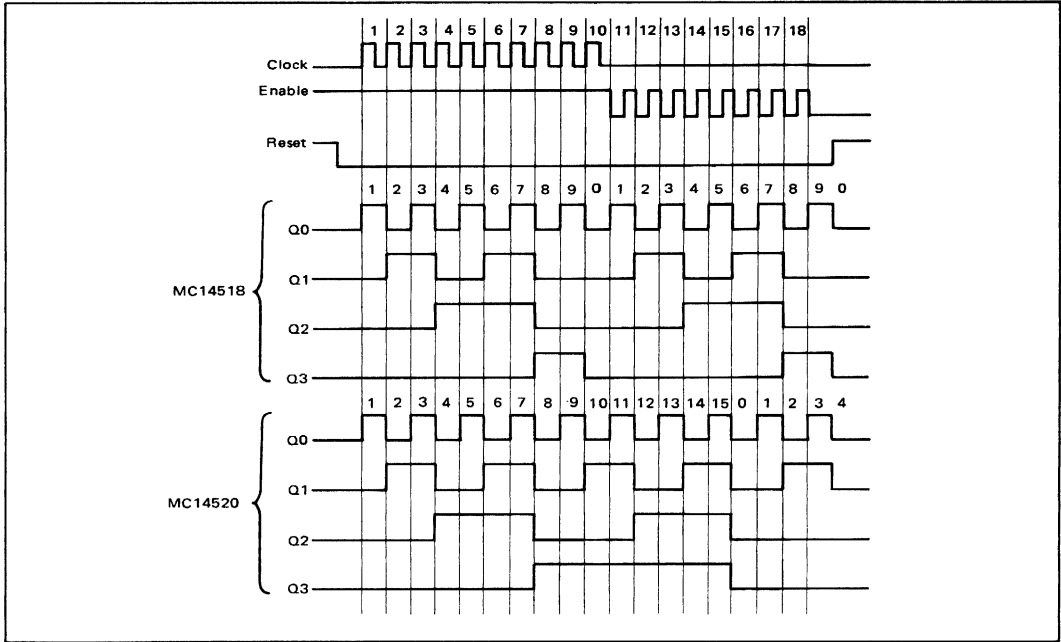 1 2 3 4 5 6 7 8 9 10 11 12 13 14 15 16 17 18
Clock
Enable
Reset
1 2 3 4 5 6 7 8 9 0 1 2 3 4 5 6 7 8 9 0
Q0
Q1
MC14518
Q2
Q3
1 2 3 4 5 6 7 8 9 10 11 12 13 14 15 0 1 2 3 4
Q0
Q1
MC14520
Q2
Q3